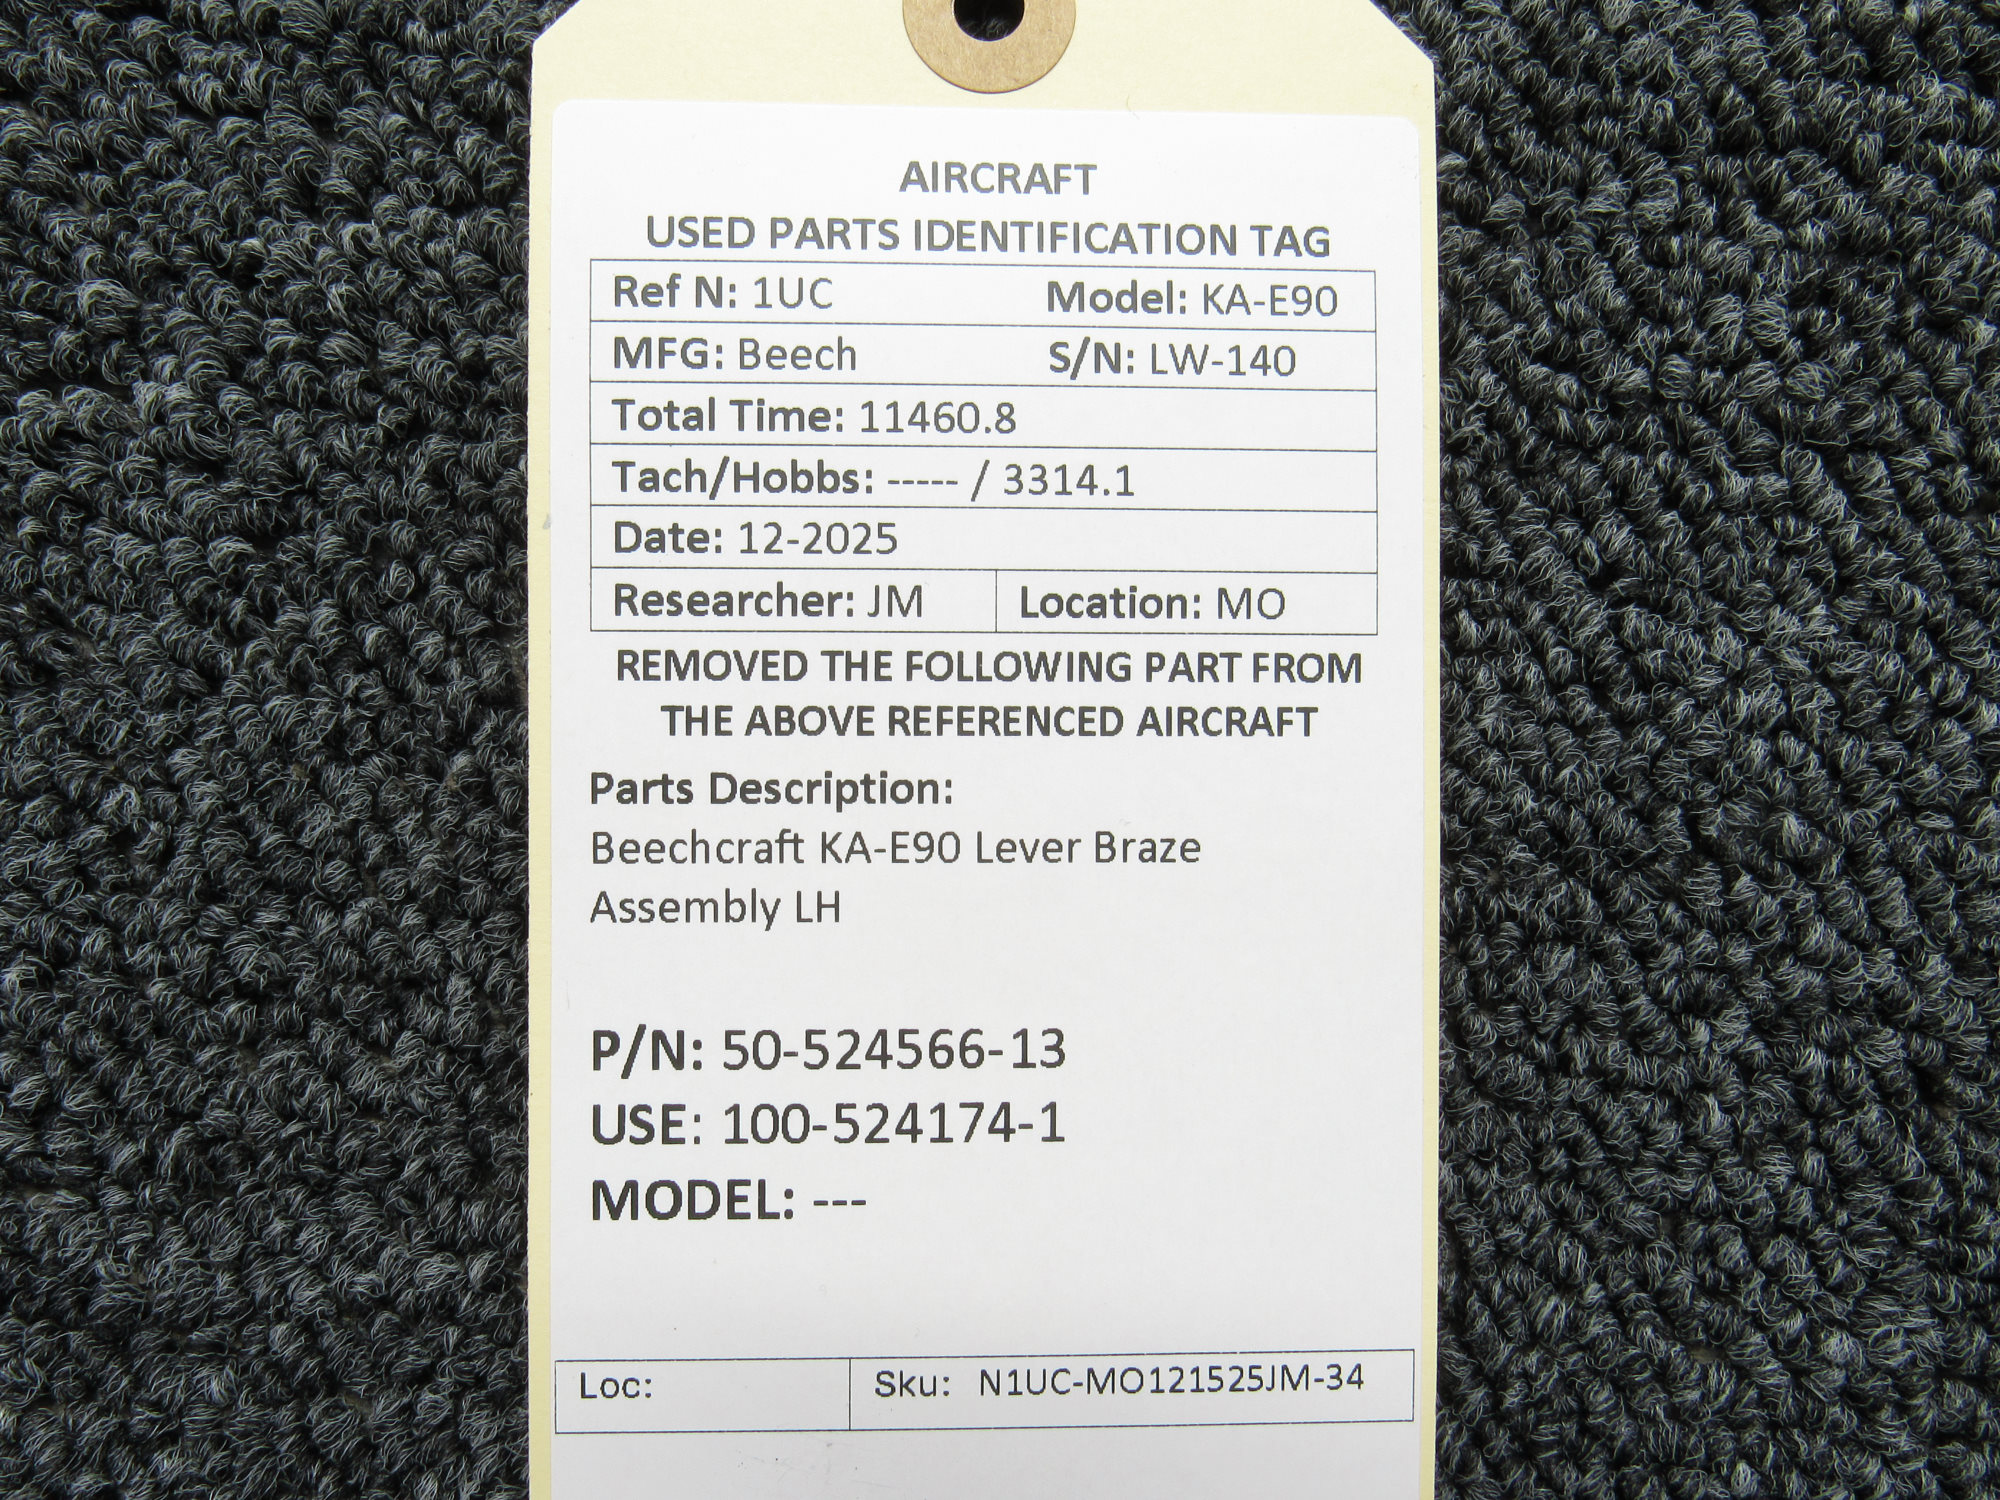 AIRCRAFT
USED PARTS IDENTIFICATION TAG
Ref N: 1UC Model: KA-E90
MFG: Beech S/N: LW-140
Total Time: 11460.8
Tach/Hobbs: ----- / 3314.1
Date: 12-2025
Researcher: JM Location: MO
REMOVED THE FOLLOWING PART FROM
THE ABOVE REFERENCED AIRCRAFT
Parts Description:
Beechcraft KA-E90 Lever Braze
Assembly LH
P/N: 50-524566-13
USE: 100-524174-1
MODEL: ---
Loc: Sku: N1UC-MO121525JM-34